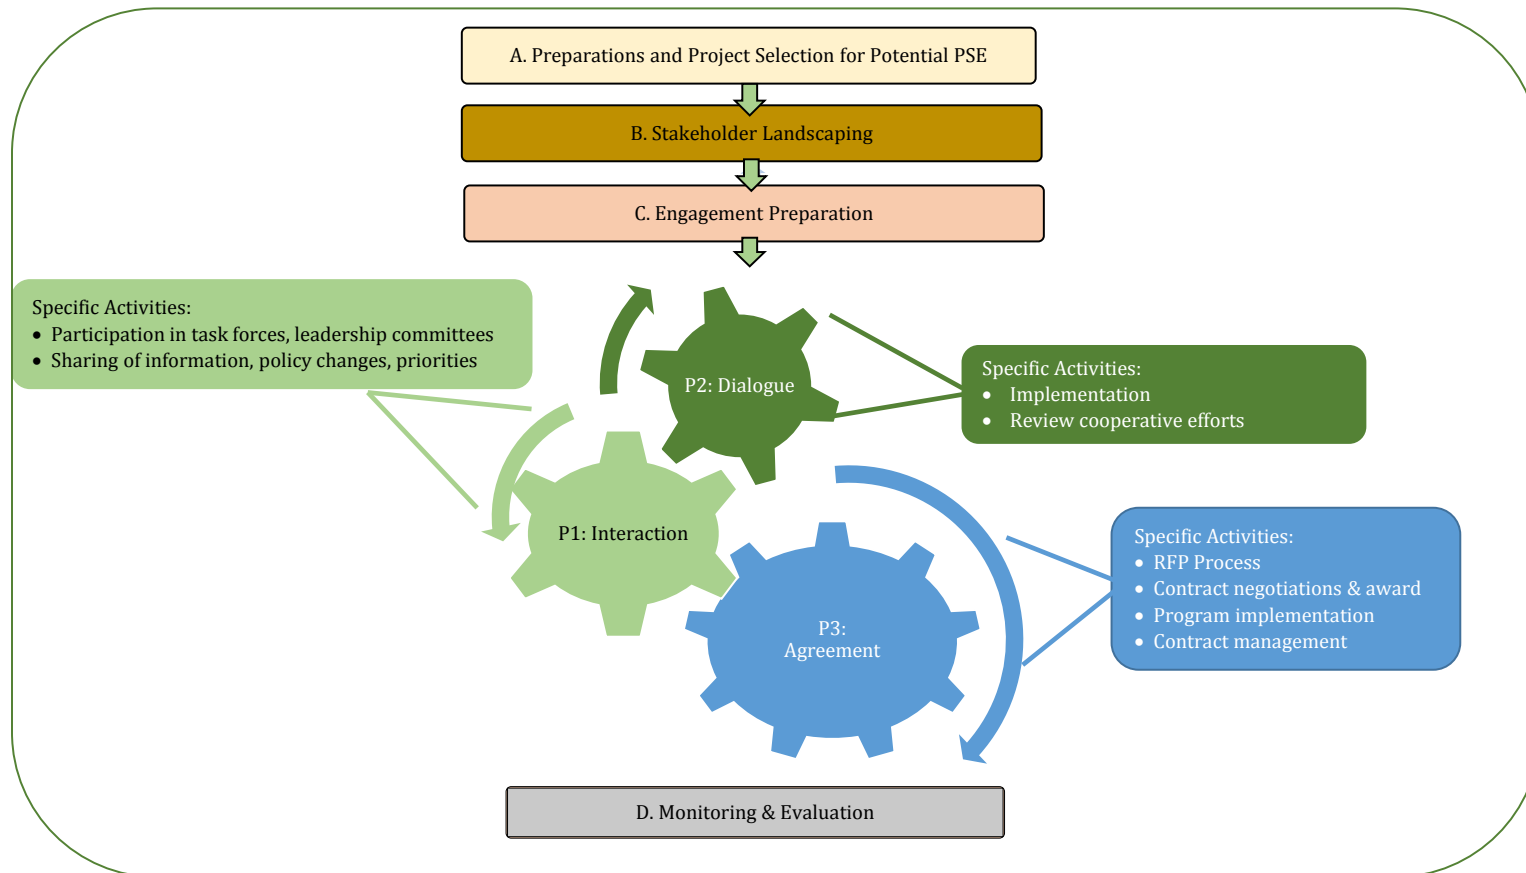 A. Preparations and Project Selection for Potential PSE
B. Stakeholder Landscaping
C. Engagement Preparation
Specific Activities:
• Participation in task forces, leadership committees
• Sharing of information, policy changes, priorities
P2: Dialogue
Specific Activities:
• Implementation
• Review cooperative efforts
P1: Interaction
Specific Activities:
• RFP Process
• Contract negotiations & award
• Program implementation
• Contract management
P3:
Agreement
D. Monitoring & Evaluation